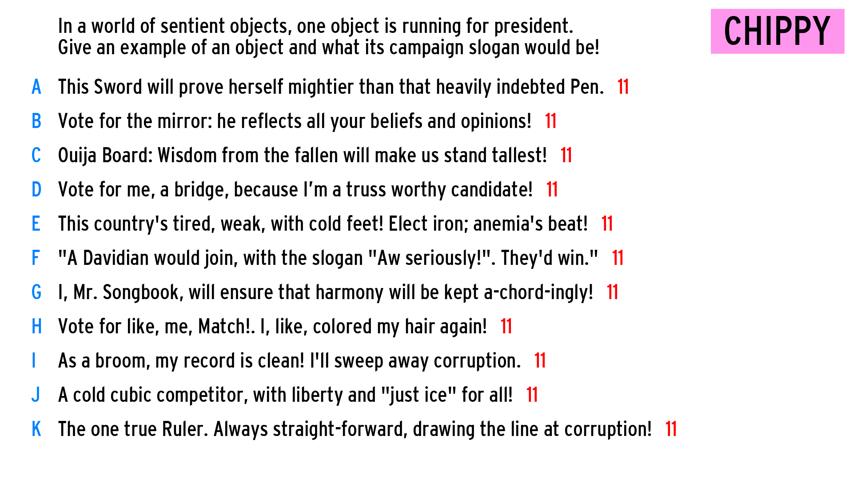 In a world of sentient objects, one object is running for president.
Give an example of an object and what its campaign slogan would be!
CHIPPY
A This Sword will prove herself mightier than that heavily indebted Pen. 11
B Vote for the mirror: he reflects all your beliefs and opinions! 11
C Ouija Board: Wisdom from the fallen will make us stand tallest! 11
D Vote for me, a bridge, because I'm a truss worthy candidate! 11
E This country's tired, weak, with cold feet! Elect iron; anemia's beat! 11
F "A Davidian would join, with the slogan "Aw seriously!". They'd win." 11
G I, Mr. Songbook, will ensure that harmony will be kept a-chord-ingly! 11
H Vote for like, me, Match!. I, like, colored my hair again! 11
I As a broom, my record is clean! I'll sweep away corruption. 11
J A cold cubic competitor, with liberty and "just ice" for all! 11
K The one true Ruler. Always straight-forward, drawing the line at corruption! 11